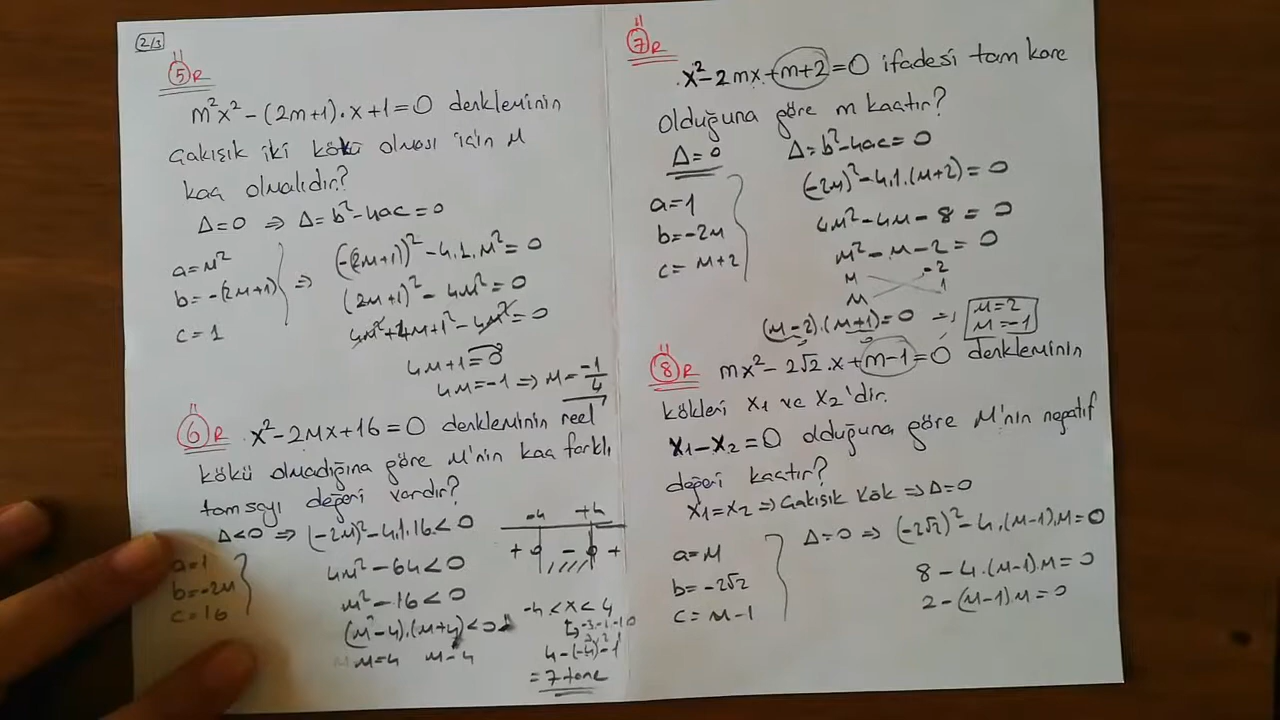 2/3
5 R
m²x² - (2m+1).x+1=0 denkleminin
Çakışık iki kökü olması için m
kaç olmalıdır?
Δ=0 ⇒ Δ=b²-4ac=0
a=m²
b=-(2m+1)
c=1
⇒ (-(2m+1))²-4.1.m²=0
(2m+1)² - 4m²=0
4m²+4m+1²-4m²=0
4m+1=0
4m=-1 ⇒ m=-1/4
6 R x²-2mx+16=0 denkleminin reel
kökü olmadığına göre m'nin kaç farklı
tamsayı değeri vardır?
Δ<0 ⇒ (-2m)²-4.1.16<0
a=1
b=-2m
c=16
4m²-64<0
m²-16<0
(m-4).(m+4)<0
m=4 m-4
-4 +4
+ - +
-4<x<4
4-(-4)-1
=7 tane
7 R
x²-2mx+m+2=0 ifadesi tam kare
olduğuna göre m kaçtır?
Δ=0
Δ=b²-4ac=0
a=1
b=-2m
c=m+2
(-2m)²-4.1.(m+2)=0
4m²-4m-8=0
m²-m-2=0
m -2
m 1
(m-2).(m+1)=0 ⇒ m=2
m=-1
8 R mx²-2√2.x+m-1=0 denkleminin
kökleri x1 ve x2'dir.
x1-x2=0 olduğuna göre m'nin negatif
değeri kaçtır?
x1=x2 ⇒ Çakışık kök ⇒ Δ=0
a=m
b=-2√2
c=m-1
Δ=0 ⇒ (-2√2)²-4.(m-1).m=0
8-4.(m-1).m=0
2-(m-1)m=0